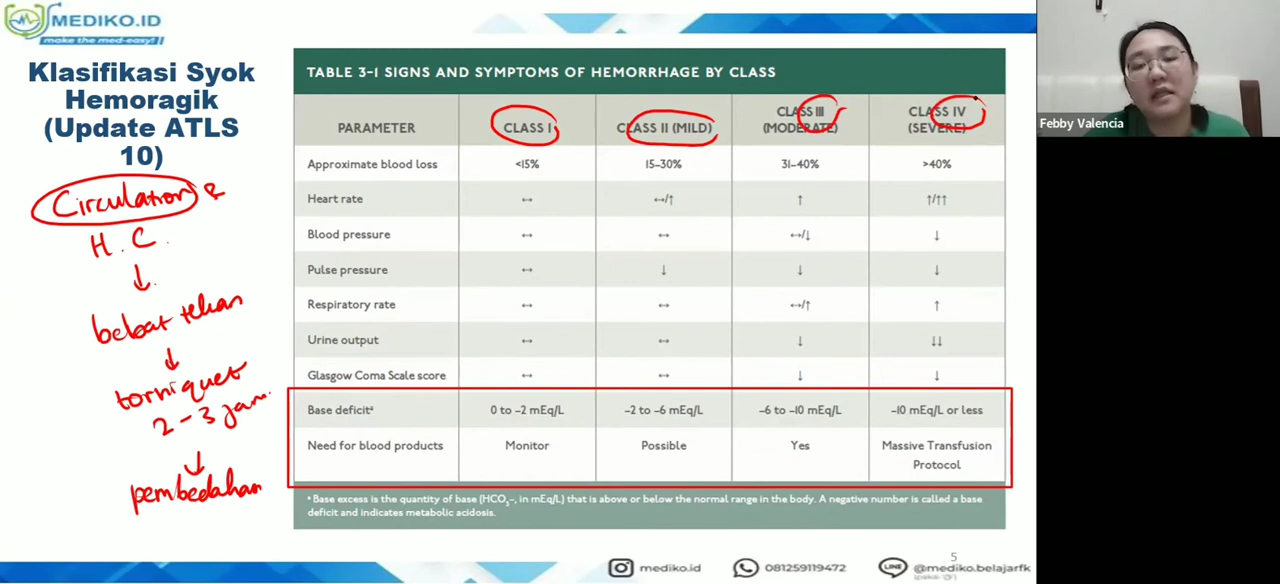 MEDIKO.ID
make the med-easy!
Klasifikasi Syok
Hemoragik
(Update ATLS
10)
Circulation
H. C
↓
bebat tekan
↓
torniquet
2-3 jam
↓
pembedahan
TABLE 3-1 SIGNS AND SYMPTOMS OF HEMORRHAGE BY CLASS
PARAMETER CLASS I CLASS II (MILD) CLASS III (MODERATE) CLASS IV (SEVERE)
Approximate blood loss <15% 15–30% 31–40% >40%
Heart rate ↔ ↔/↑ ↑ ↑/↑↑
Blood pressure ↔ ↔ ↔/↓ ↓
Pulse pressure ↔ ↓ ↓ ↓
Respiratory rate ↔ ↔ ↔/↑ ↑
Urine output ↔ ↔ ↓ ↓↓
Glasgow Coma Scale score ↔ ↔ ↓ ↓
Base deficitᵃ 0 to –2 mEq/L –2 to –6 mEq/L –6 to –10 mEq/L –10 mEq/L or less
Need for blood products Monitor Possible Yes Massive Transfusion Protocol
ᵃ Base excess is the quantity of base (HCO₃–, in mEq/L) that is above or below the normal range in the body. A negative number is called a base
deficit and indicates metabolic acidosis.
5
mediko.id 081259119472 @mediko.belajarfk
(pakai '@')
Febby Valencia